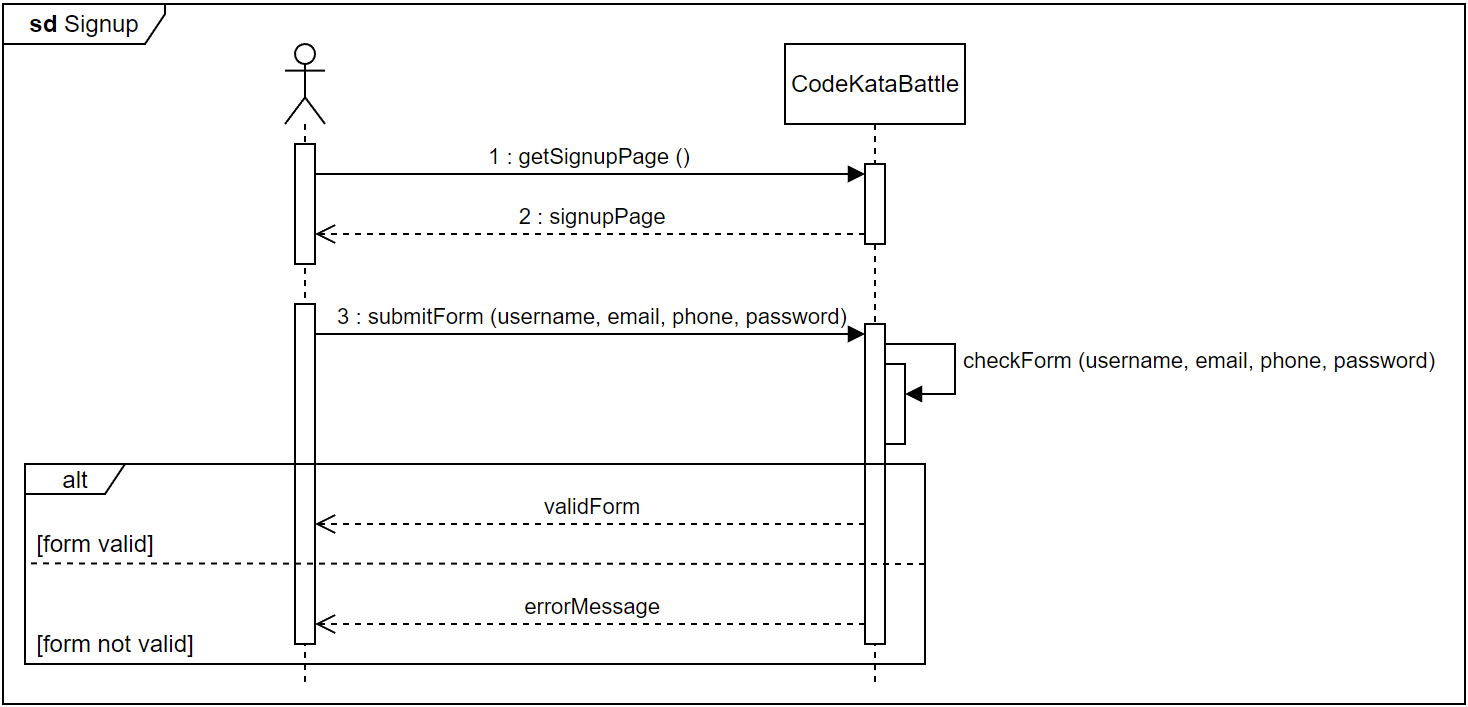 sd Signup
CodeKataBattle
1 : getSignupPage ()
2 : signupPage
3 : submitForm (username, email, phone, password)
checkForm (username, email, phone, password)
alt
validForm
[form valid]
errorMessage
[form not valid]